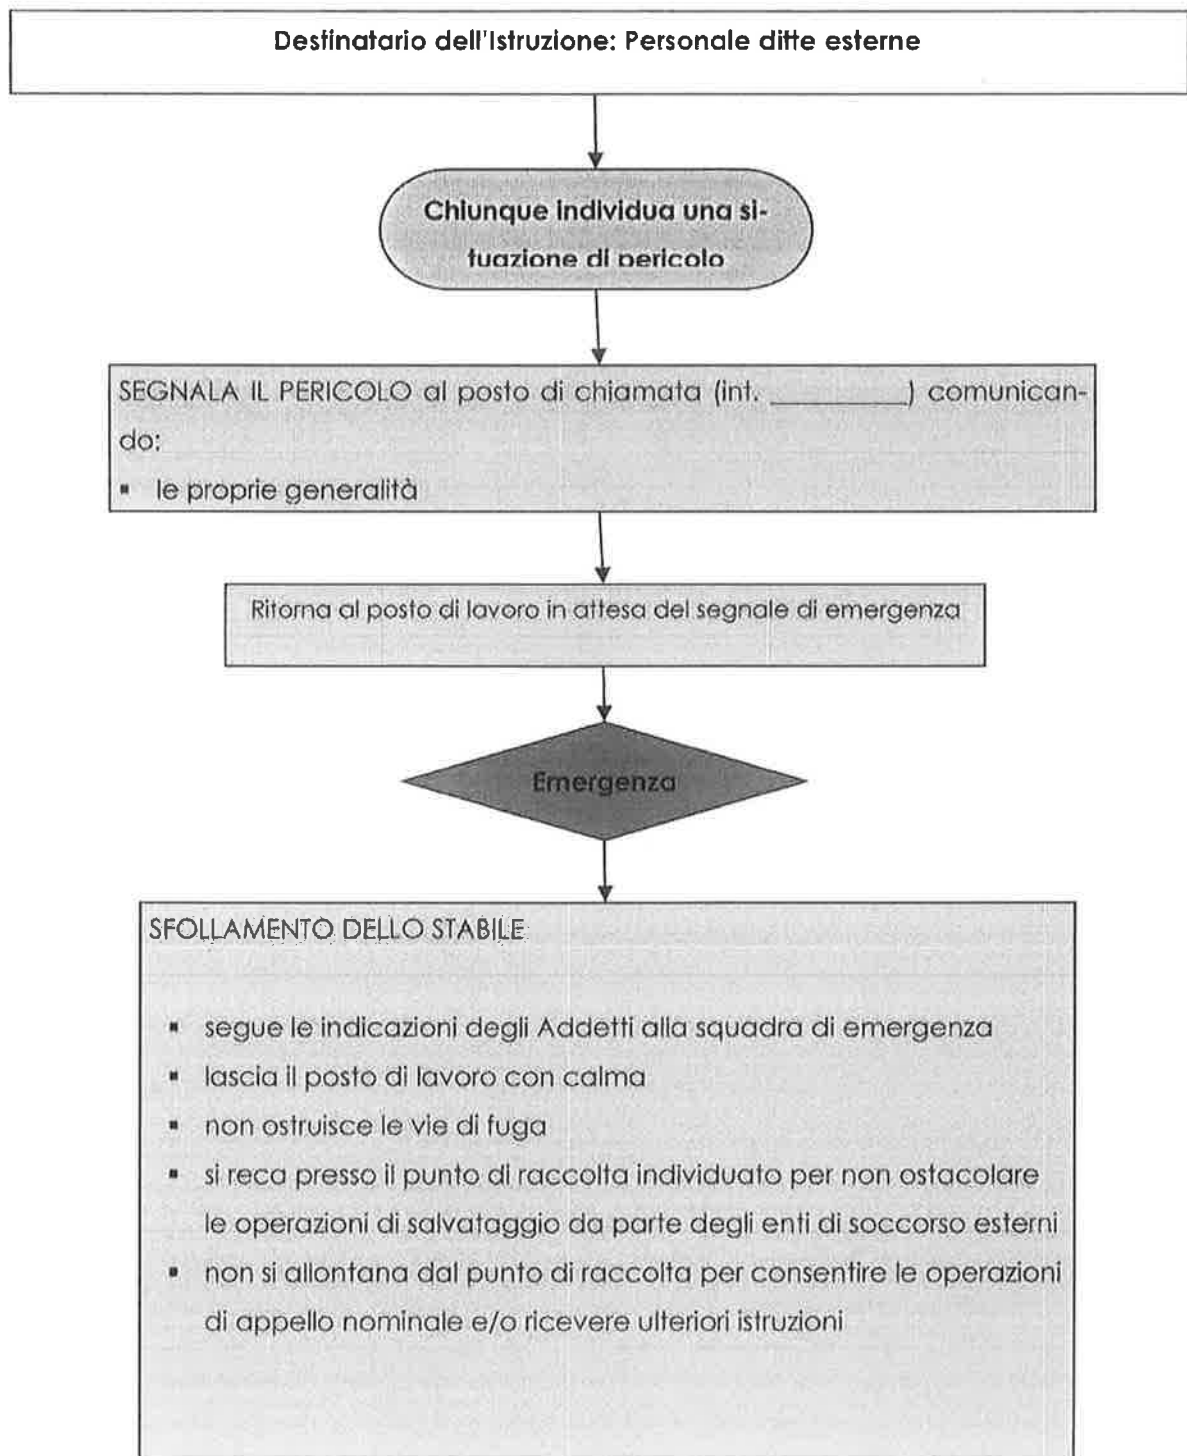 Destinatario dell'Istruzione: Personale ditte esterne
Chiunque individua una si-
tuazione di pericolo
SEGNALA IL PERICOLO al posto di chiamata (int. __________) comunican-
do:
▪ le proprie generalità
Ritorna al posto di lavoro in attesa del segnale di emergenza
Emergenza
SFOLLAMENTO DELLO STABILE
▪ segue le indicazioni degli Addetti alla squadra di emergenza
▪ lascia il posto di lavoro con calma
▪ non ostruisce le vie di fuga
▪ si reca presso il punto di raccolta individuato per non ostacolare
le operazioni di salvataggio da parte degli enti di soccorso esterni
▪ non si allontana dal punto di raccolta per consentire le operazioni
di appello nominale e/o ricevere ulteriori istruzioni